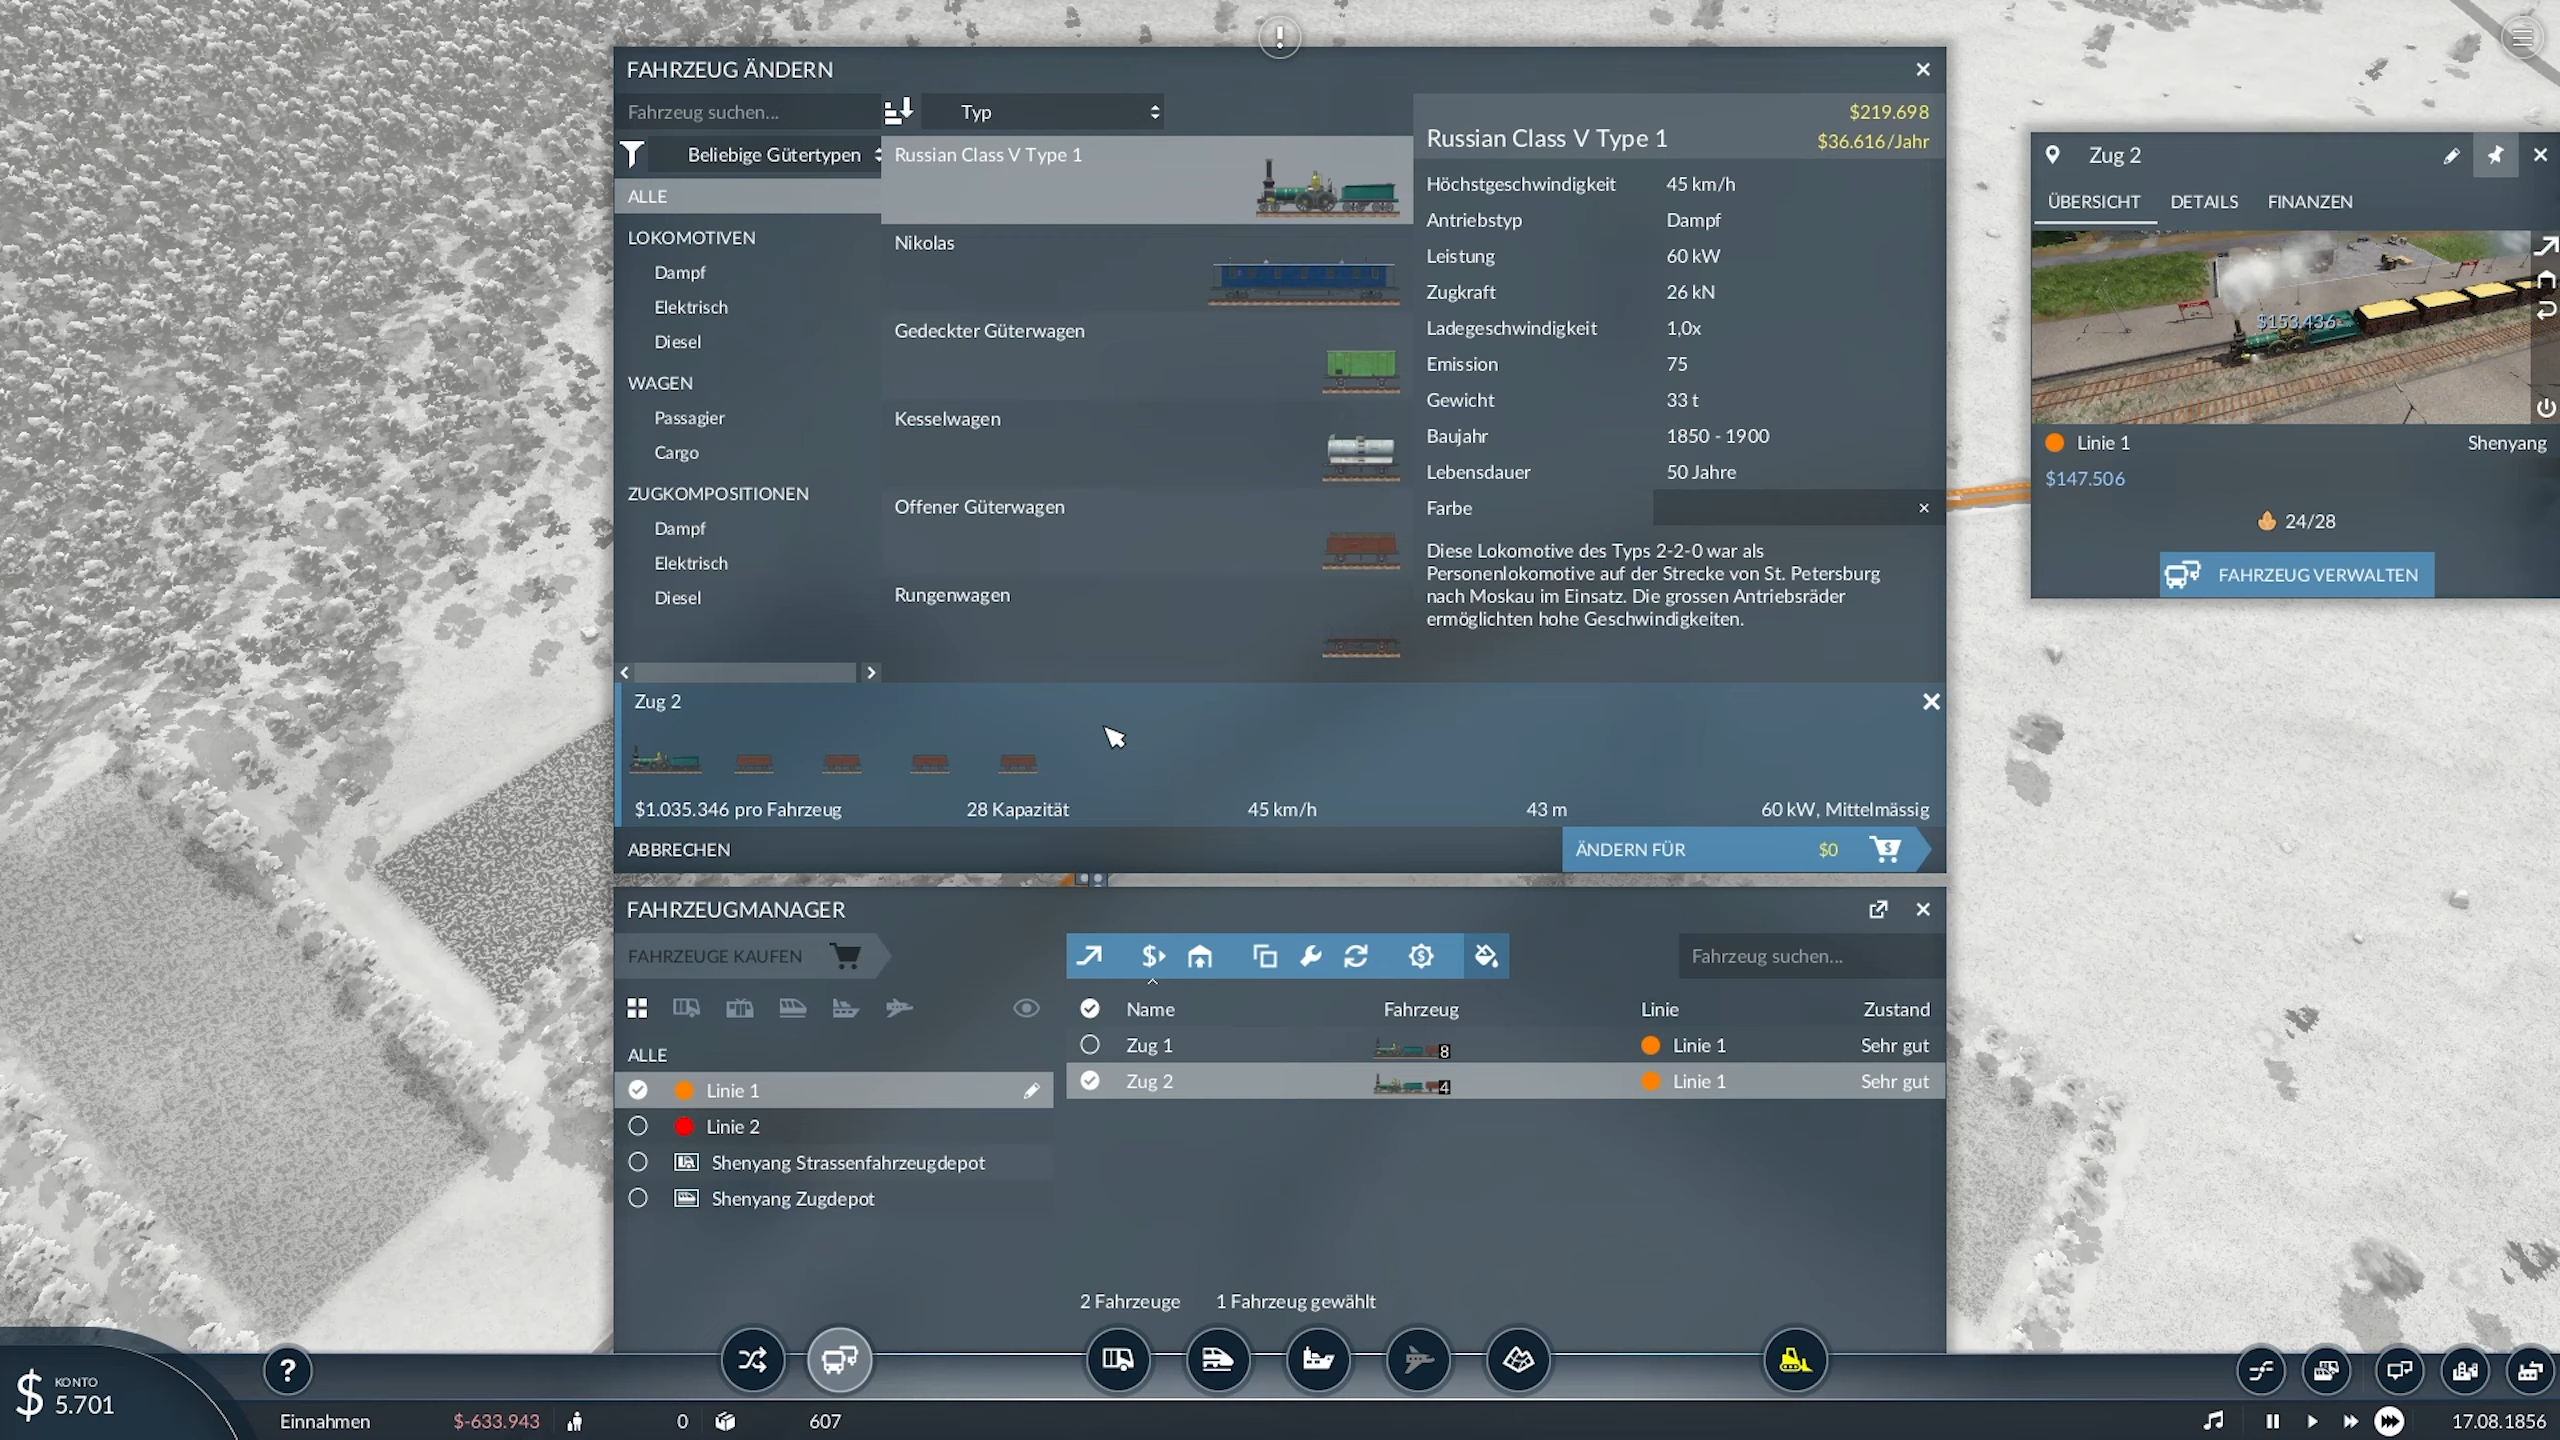 FAHRZEUG ÄNDERN
Fahrzeug suchen...
Typ
Beliebige Gütertypen
ALLE
LOKOMOTIVEN
Dampf
Elektrisch
Diesel
WAGEN
Passagier
Cargo
ZUGKOMPOSITIONEN
Dampf
Elektrisch
Diesel
Russian Class V Type 1
Nikolas
Gedeckter Güterwagen
Kesselwagen
Offener Güterwagen
Rungenwagen
$219.698
Russian Class V Type 1
$36.616/Jahr
Höchstgeschwindigkeit 45 km/h
Antriebstyp Dampf
Leistung 60 kW
Zugkraft 26 kN
Ladegeschwindigkeit 1,0x
Emission 75
Gewicht 33 t
Baujahr 1850 - 1900
Lebensdauer 50 Jahre
Farbe
Diese Lokomotive des Typs 2-2-0 war als
Personenlokomotive auf der Strecke von St. Petersburg
nach Moskau im Einsatz. Die grossen Antriebsräder
ermöglichten hohe Geschwindigkeiten.
Zug 2
$1.035.346 pro Fahrzeug 28 Kapazität 45 km/h 43 m 60 kW, Mittelmässig
ABBRECHEN
ÄNDERN FÜR $0
Zug 2
ÜBERSICHT DETAILS FINANZEN
$153.436
Linie 1 Shenyang
$147.506
24/28
FAHRZEUG VERWALTEN
FAHRZEUGMANAGER
FAHRZEUGE KAUFEN
Fahrzeug suchen...
ALLE
Linie 1
Linie 2
Shenyang Strassenfahrzeugdepot
Shenyang Zugdepot
Name Fahrzeug Linie Zustand
Zug 1 8 Linie 1 Sehr gut
Zug 2 4 Linie 1 Sehr gut
2 Fahrzeuge 1 Fahrzeug gewählt
$ KONTO
5.701
?
Einnahmen $-633.943 0 607
17.08.1856